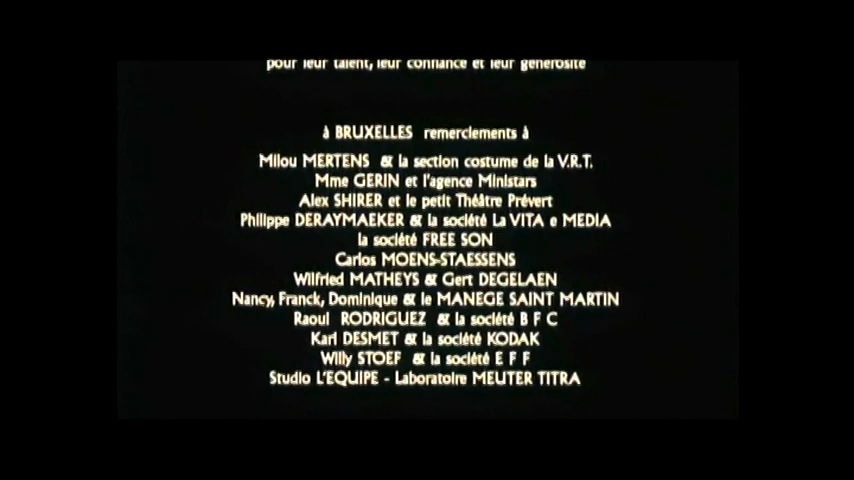 pour leur talent, leur confiance et leur générosité
à BRUXELLES remerciements à
Milou MERTENS & la section costume de la V.R.T.
Mme GERIN et l'agence Ministars
Alex SHIRER et le petit Théâtre Prévert
Philippe DERAYMAEKER & la société La VITA e MEDIA
la société FREE SON
Carlos MOENS-STAESSENS
Wilfried MATHEYS & Gert DEGELAEN
Nancy, Franck, Dominique & le MANEGE SAINT MARTIN
Raoul RODRIGUEZ & la société B F C
Karl DESMET & la société KODAK
Willy STOEF & la société E F F
Studio L'EQUIPE - Laboratoire MEUTER TITRA